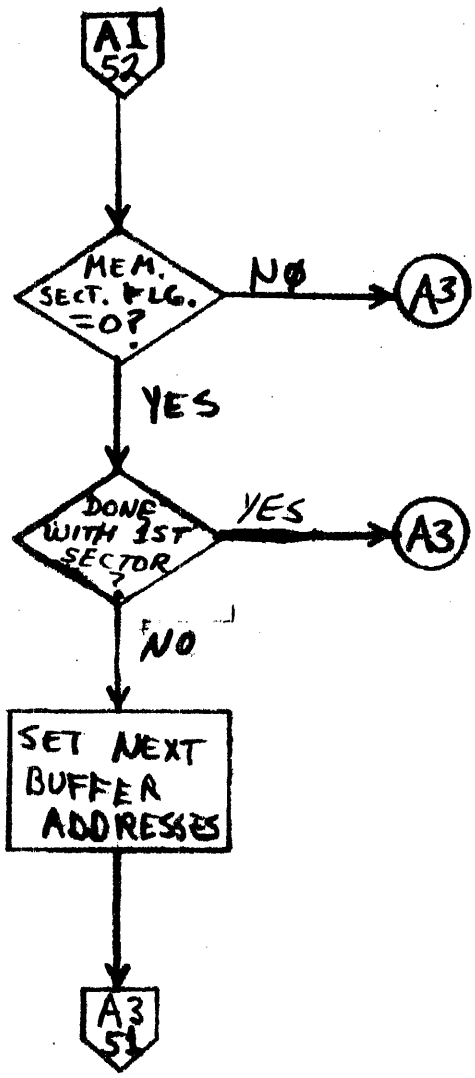 A1
52
MEM.
SECT. FLG.
=0?
NØ
A3
YES
DONE
WITH 1ST
SECTOR
?
YES
A3
NO
SET NEXT
BUFFER
ADDRESSES
A3
51